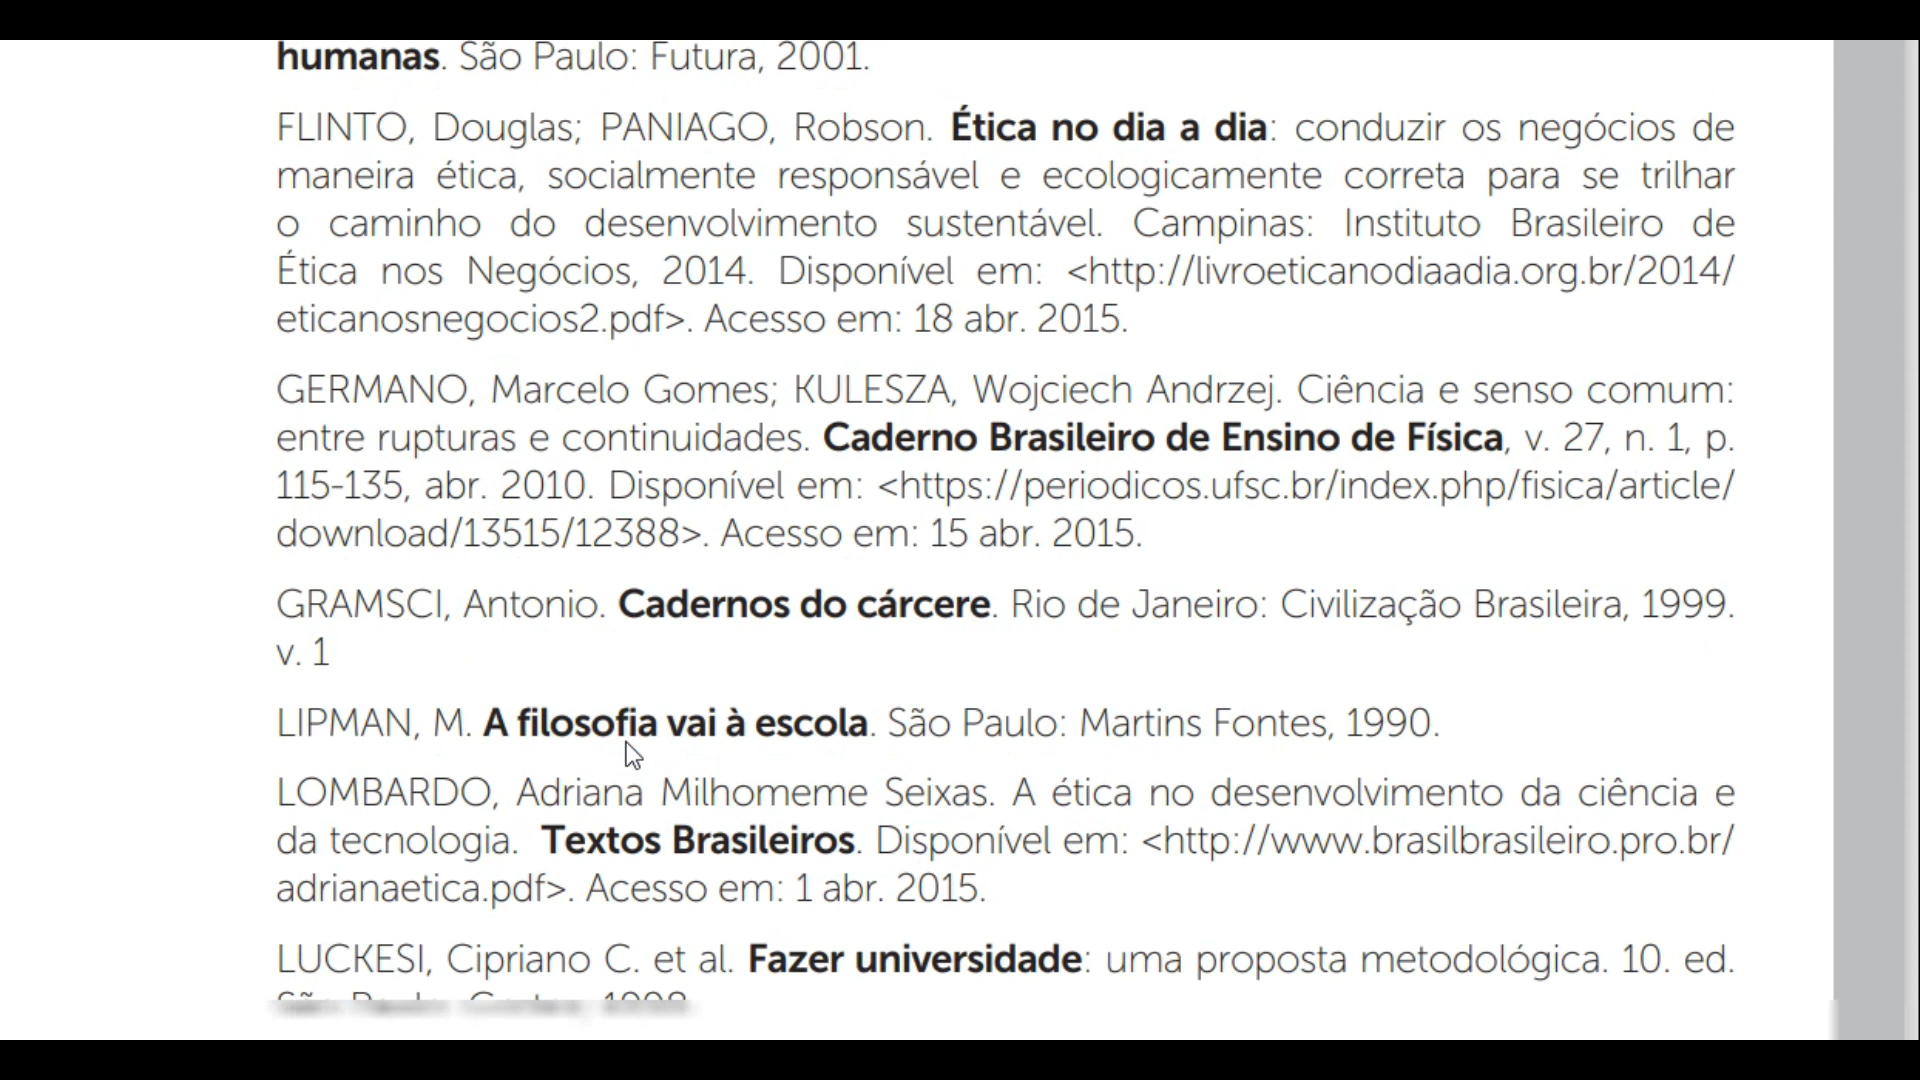 humanas. São Paulo: Futura, 2001.
FLINTO, Douglas; PANIAGO, Robson. Ética no dia a dia: conduzir os negócios de
maneira ética, socialmente responsável e ecologicamente correta para se trilhar
o caminho do desenvolvimento sustentável. Campinas: Instituto Brasileiro de
Ética nos Negócios, 2014. Disponível em: <http://livroeticanodiaadia.org.br/2014/
eticanosnegocios2.pdf>. Acesso em: 18 abr. 2015.
GERMANO, Marcelo Gomes; KULESZA, Wojciech Andrzej. Ciência e senso comum:
entre rupturas e continuidades. Caderno Brasileiro de Ensino de Física, v. 27, n. 1, p.
115-135, abr. 2010. Disponível em: <https://periodicos.ufsc.br/index.php/fisica/article/
download/13515/12388>. Acesso em: 15 abr. 2015.
GRAMSCI, Antonio. Cadernos do cárcere. Rio de Janeiro: Civilização Brasileira, 1999.
v. 1
LIPMAN, M. A filosofia vai à escola. São Paulo: Martins Fontes, 1990.
LOMBARDO, Adriana Milhomeme Seixas. A ética no desenvolvimento da ciência e
da tecnologia. Textos Brasileiros. Disponível em: <http://www.brasilbrasileiro.pro.br/
adrianaetica.pdf>. Acesso em: 1 abr. 2015.
LUCKESI, Cipriano C. et al. Fazer universidade: uma proposta metodológica. 10. ed.